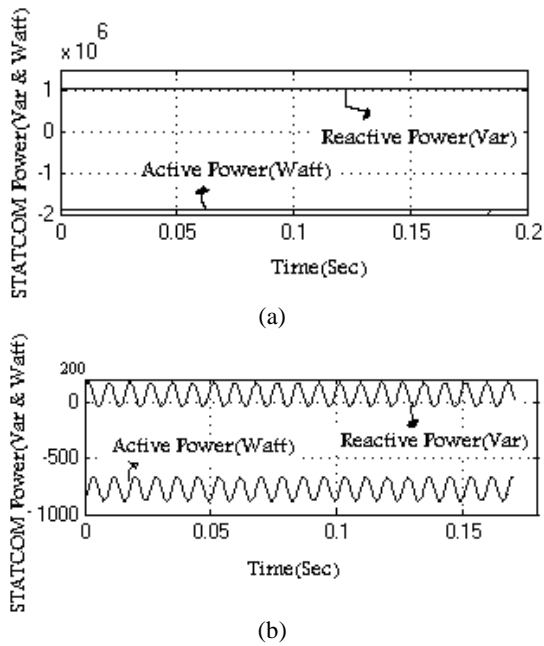 x 10^6
STATCOM Power(Var & Watt)
1
0
-1
-2
Reactive Power(Var)
Active Power(Watt)
0 0.05 0.1 0.15 0.2
Time(Sec)
(a)
STATCOM Power(Var & Watt)
200
0
-500
-1000
Active Power(Watt) Reactive Power(Var)
0 0.05 0.1 0.15
Time(Sec)
(b)